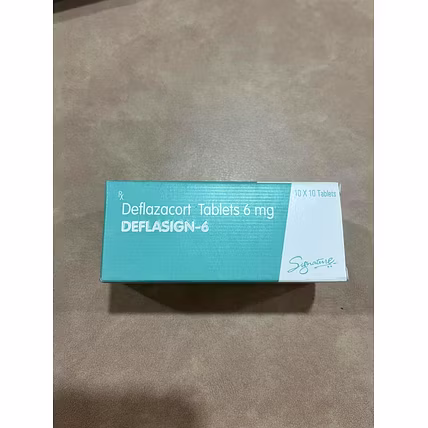 ℞
10 X 10 Tablets
Deflazacort Tablets 6 mg
DEFLASIGN-6
Signature